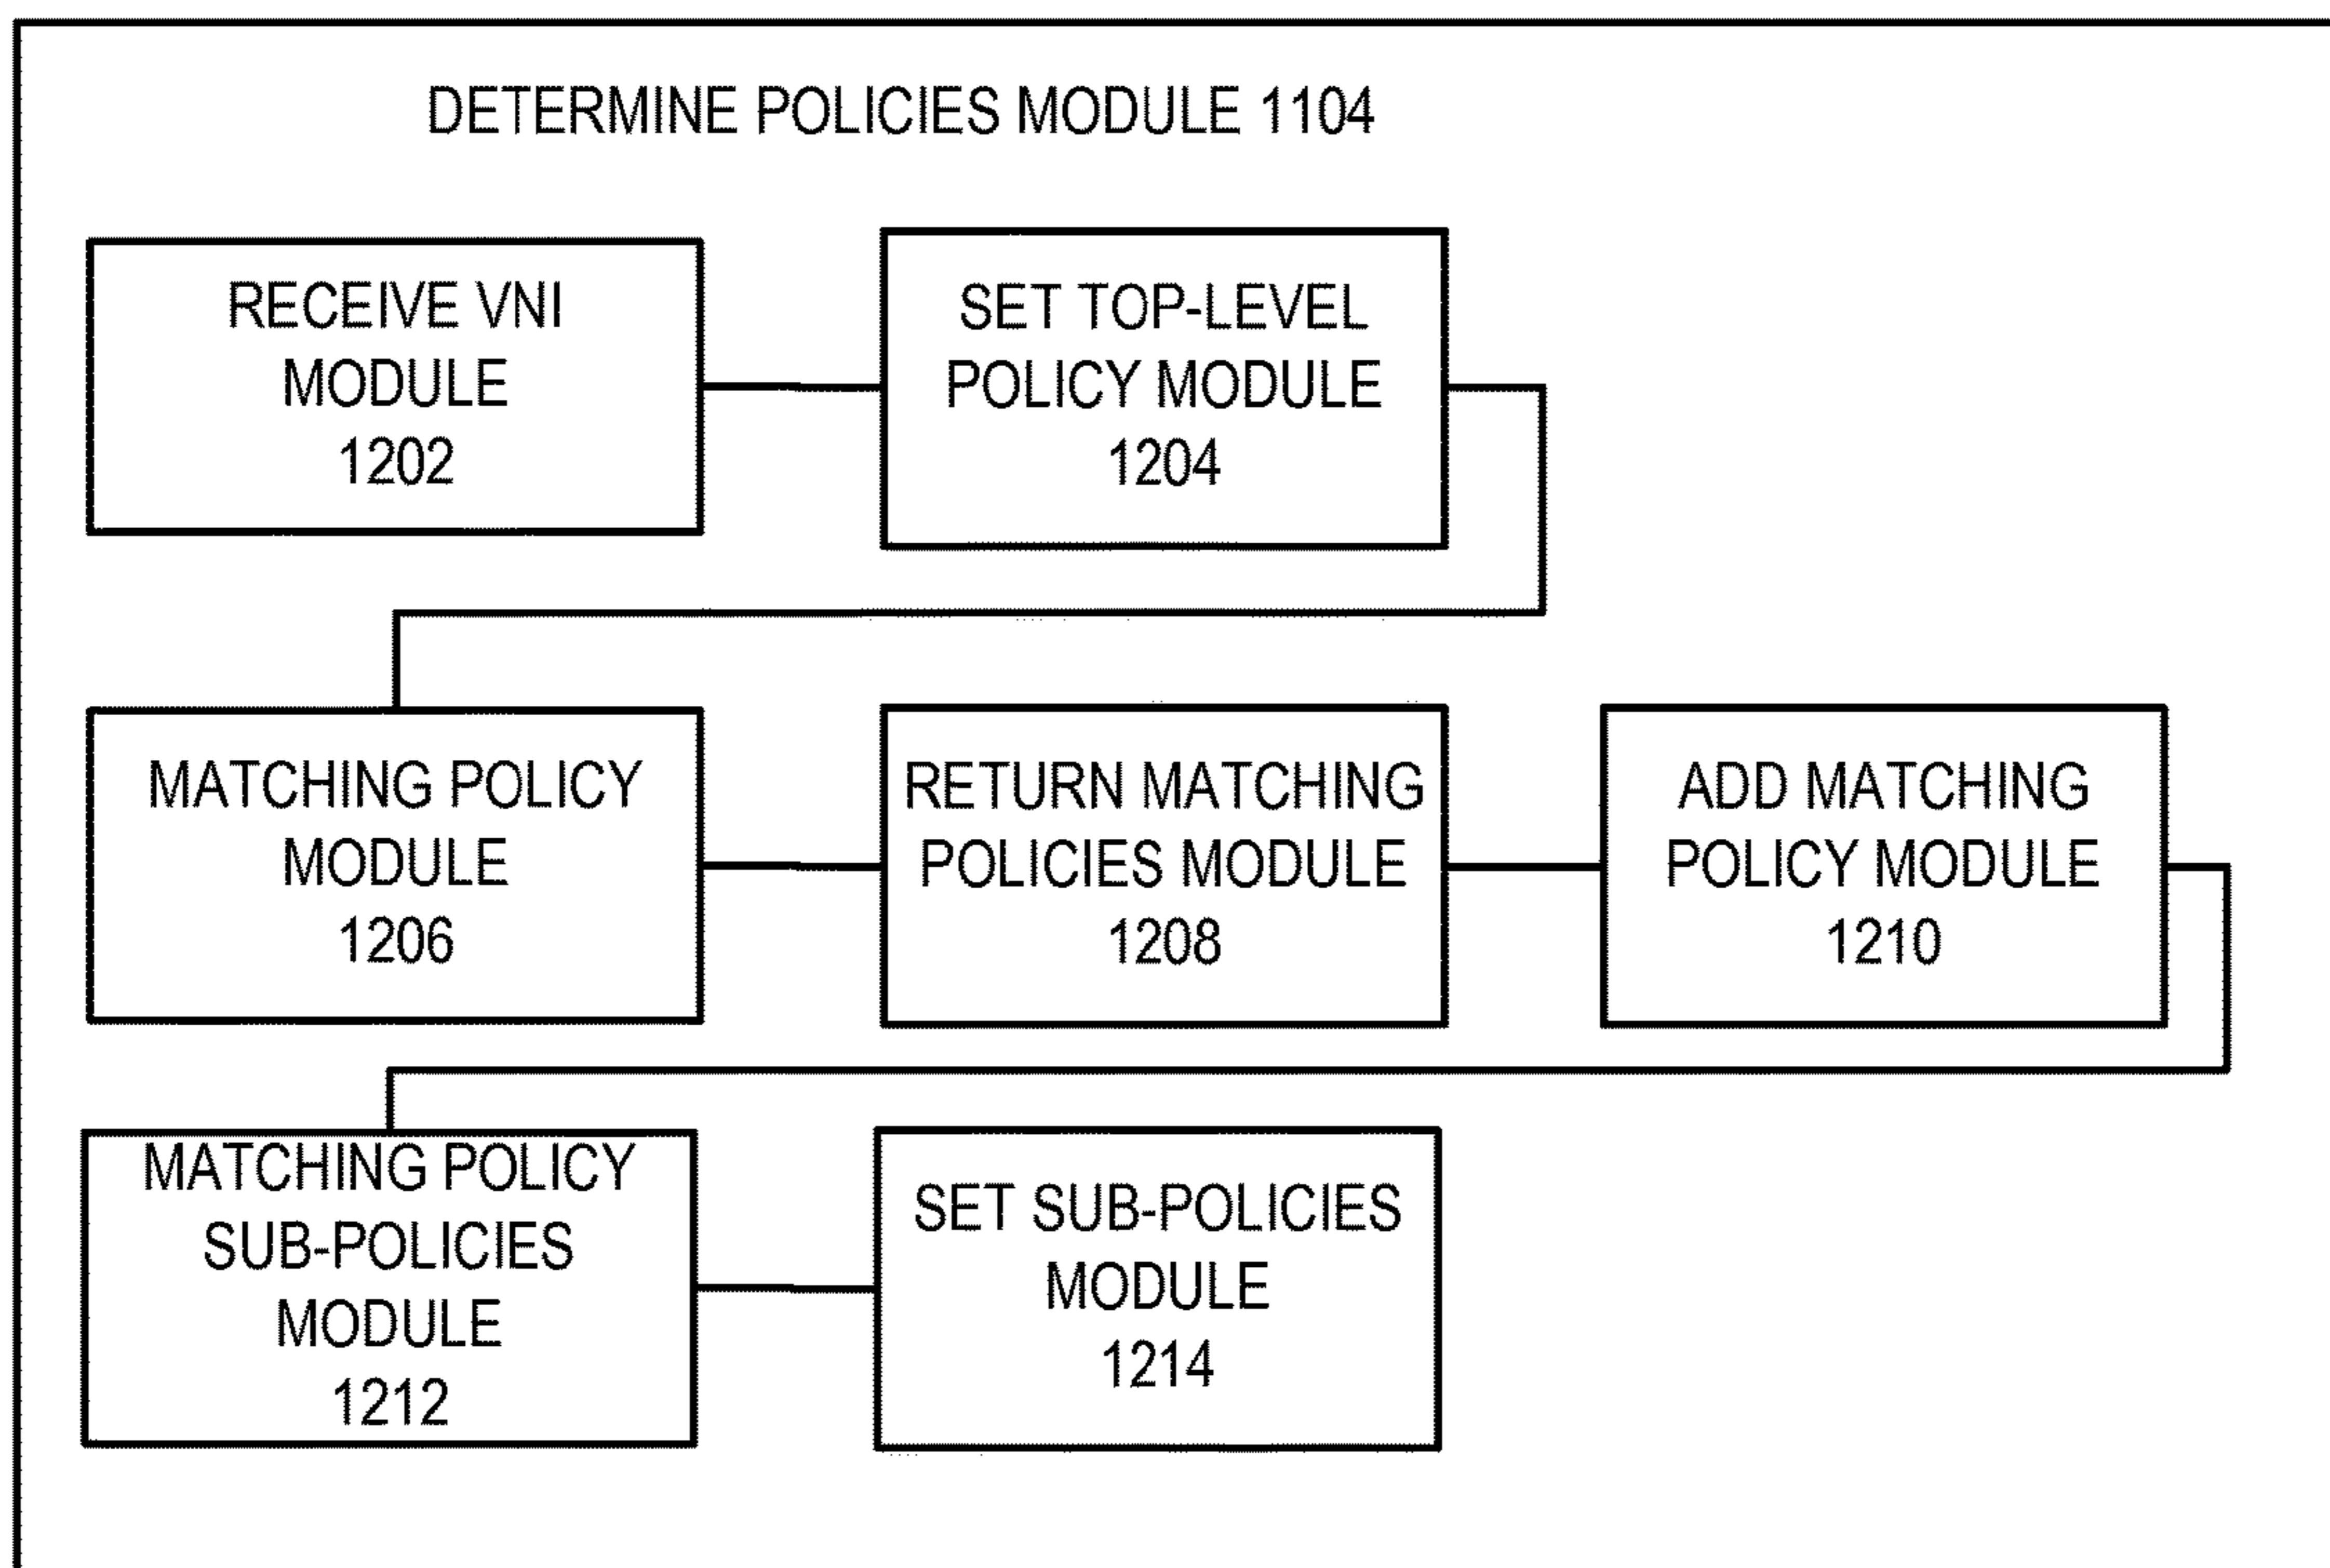 DETERMINE POLICIES MODULE 1104
RECEIVE VNI
MODULE
1202
SET TOP-LEVEL
POLICY MODULE
1204
MATCHING POLICY
MODULE
1206
RETURN MATCHING
POLICIES MODULE
1208
ADD MATCHING
POLICY MODULE
1210
MATCHING POLICY
SUB-POLICIES
MODULE
1212
SET SUB-POLICIES
MODULE
1214